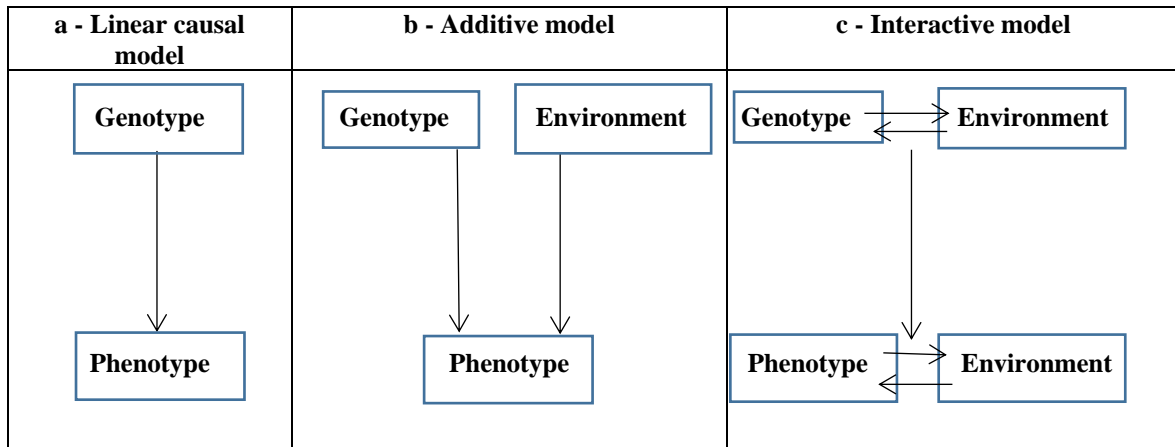 a - Linear causal
model
b - Additive model
c - Interactive model
Genotype
Phenotype
Genotype
Environment
Phenotype
Genotype
Environment
Phenotype
Environment